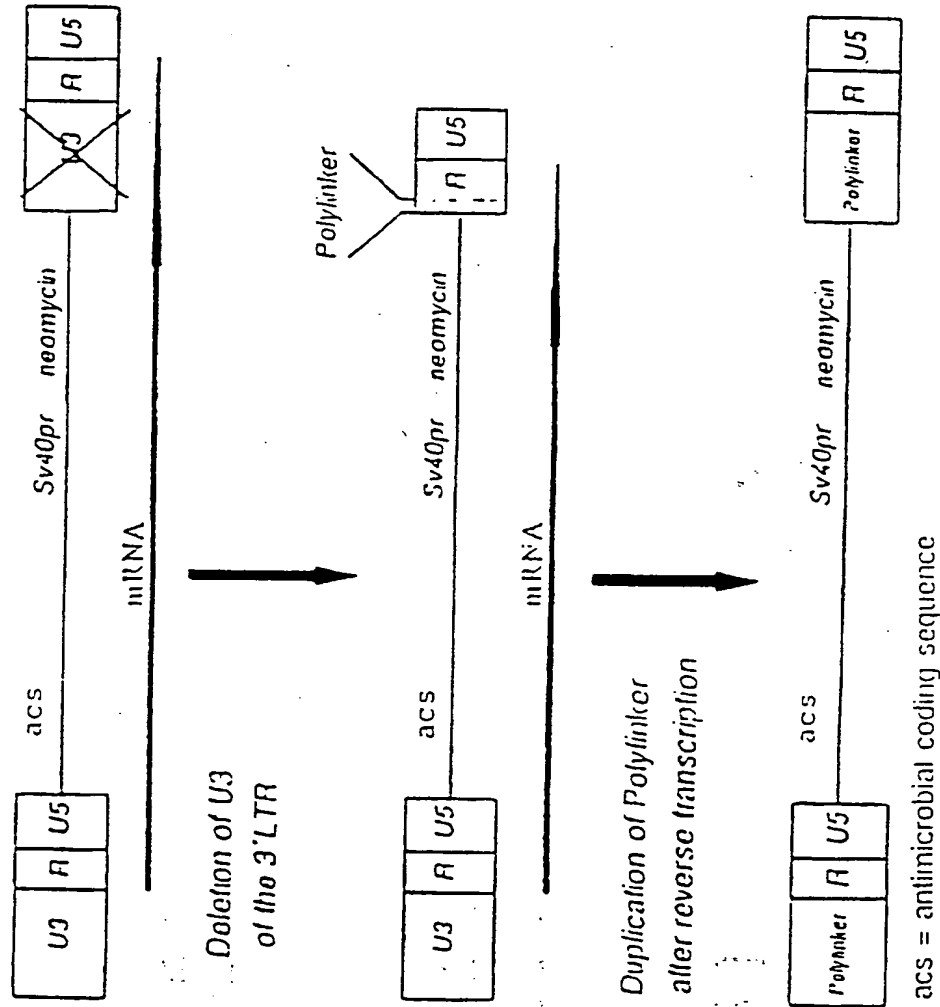 U3 R U5 acs Sv40pr neomycin U3 R U5
mRNA
Deletion of U3
of the 3'LTR
Polylinker
U3 R U5 acs Sv40pr neomycin R U5
mRNA
Duplication of Polylinker
after reverse transcription
Polylinker R U5 acs Sv40pr neomycin Polylinker R U5
acs = antimicrobial coding sequence